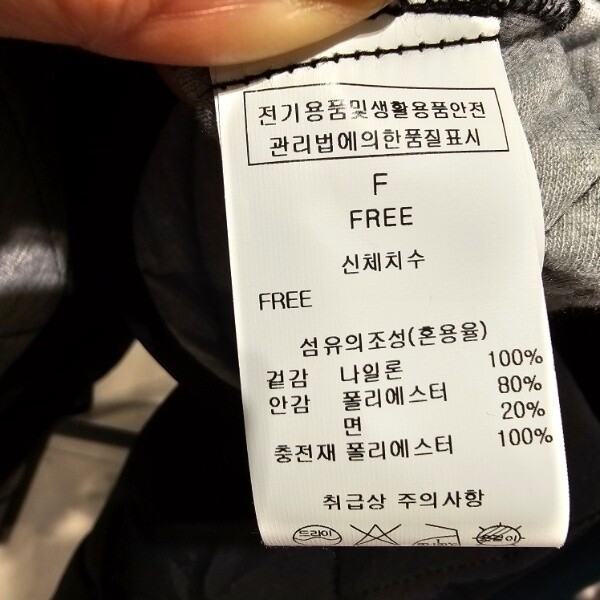 전기용품및생활용품안전
관리법에의한품질표시
F
FREE
신체치수
FREE
섬유의조성(혼용율)
겉감 나일론 100%
안감 폴리에스터 80%
면 20%
충전재 폴리에스터 100%
취급상 주의사항
드라이